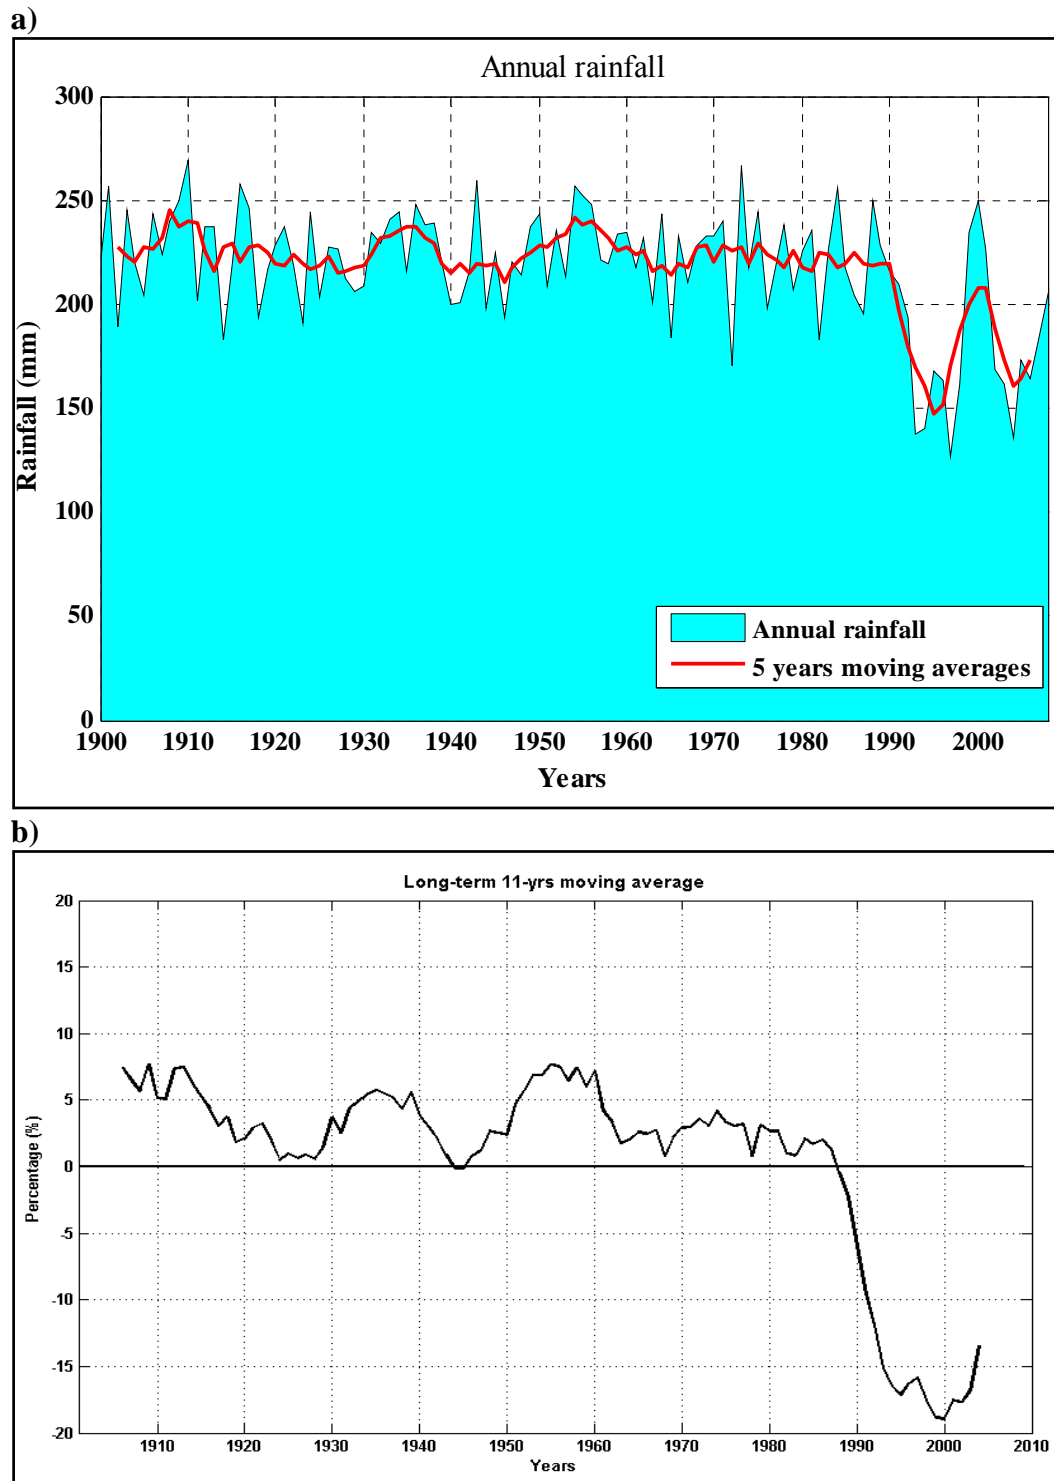 a)
Annual rainfall
300
250
200
150
100
50
0
Rainfall (mm)
1900 1910 1920 1930 1940 1950 1960 1970 1980 1990 2000
Years
Annual rainfall
5 years moving averages
b)
Long-term 11-yrs moving average
20
15
10
5
0
-5
-10
-15
-20
Percentage (%)
1910 1920 1930 1940 1950 1960 1970 1980 1990 2000 2010
Years